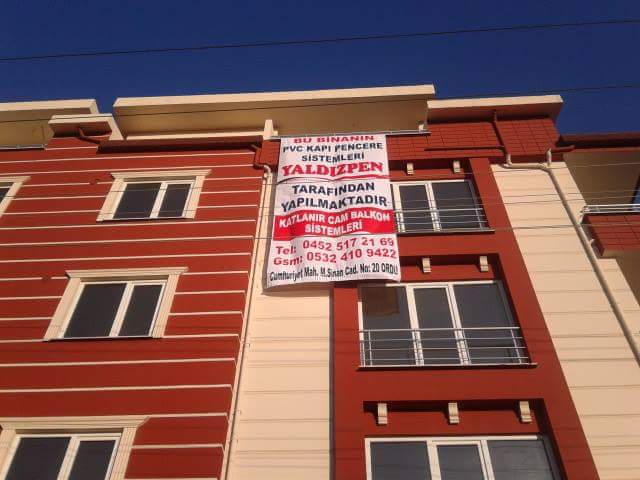 BU BİNANIN
PVC KAPI PENCERE
SİSTEMLERİ
YALDIZPEN
TARAFINDAN
YAPILMAKTADIR
KATLANIR CAM BALKON
SİSTEMLERİ
Tel: 0452 517 21 69
Gsm: 0532 410 9422
Cumhuriyet Mah. M.Sinan Cad. No: 20 ORDU